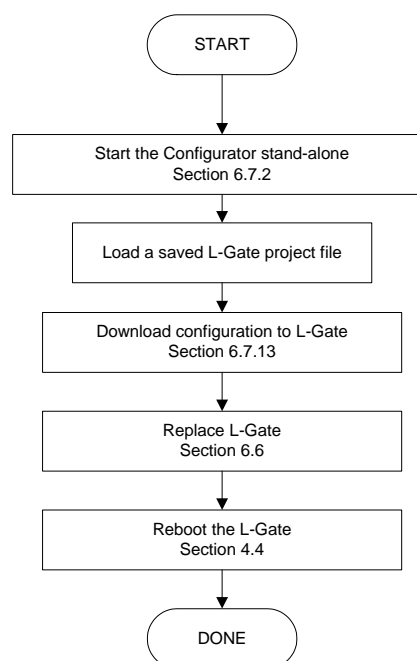 START
Start the Configurator stand-alone
Section 6.7.2
Load a saved L-Gate project file
Download configuration to L-Gate
Section 6.7.13
Replace L-Gate
Section 6.6
Reboot the L-Gate
Section 4.4
DONE